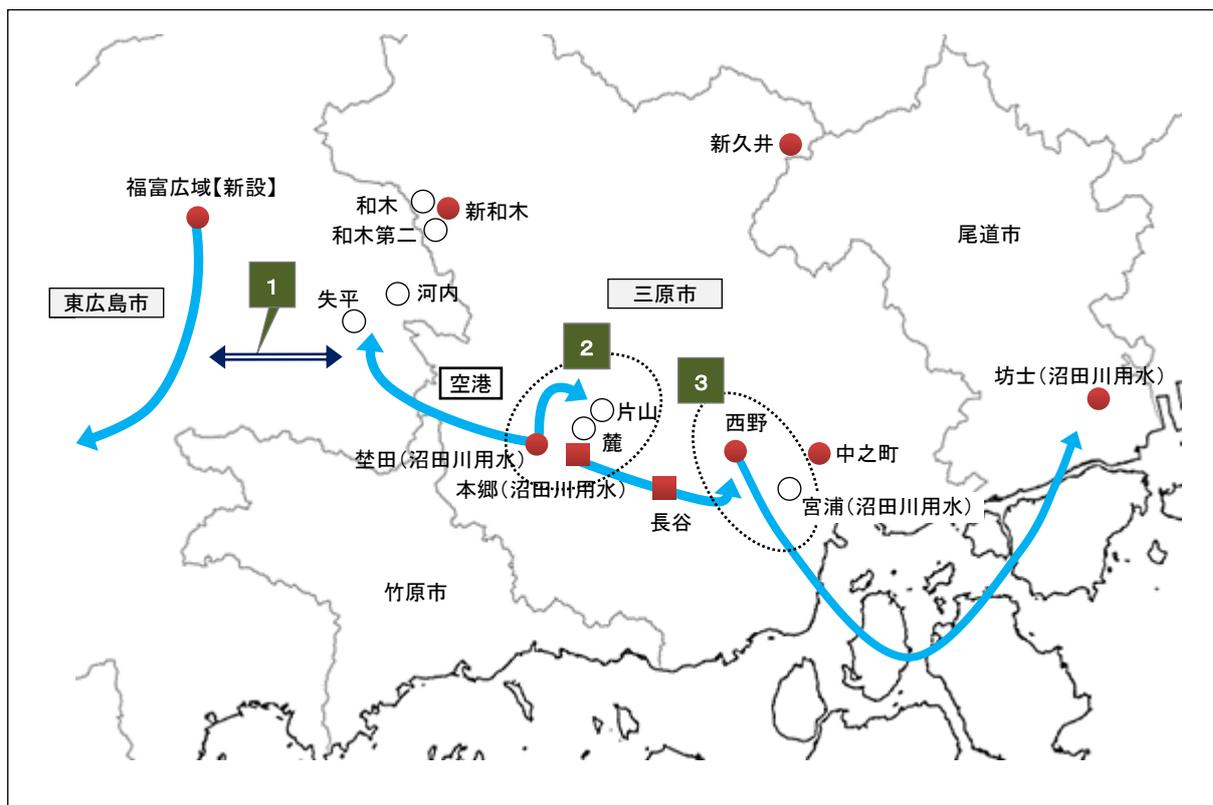 新久井
福富広域【新設】
和木
新和木
和木第二
尾道市
東広島市
1
河内
失平
三原市
2
3
空港
坊士(沼田川用水)
片山
西野
麓
埜田(沼田川用水)
中之町
本郷(沼田川用水)
宮浦(沼田川用水)
長谷
竹原市